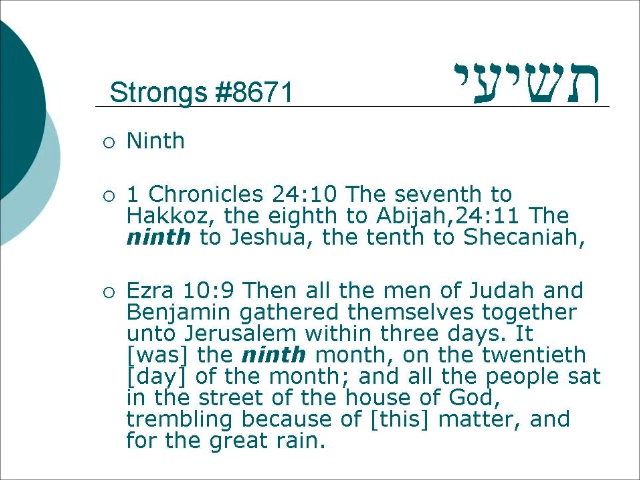 Strongs #8671 תשיעי
Ninth
1 Chronicles 24:10 The seventh to
Hakkoz, the eighth to Abijah,24:11 The
ninth to Jeshua, the tenth to Shecaniah,
Ezra 10:9 Then all the men of Judah and
Benjamin gathered themselves together
unto Jerusalem within three days. It
[was] the ninth month, on the twentieth
[day] of the month; and all the people sat
in the street of the house of God,
trembling because of [this] matter, and
for the great rain.